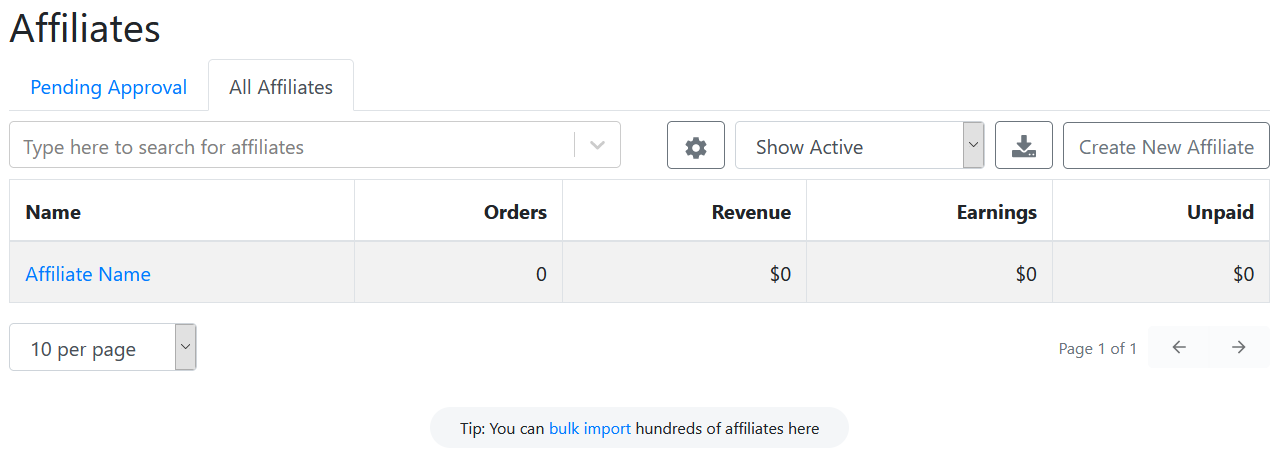 Affiliates
Pending Approval All Affiliates
Type here to search for affiliates Show Active Create New Affiliate
Name Orders Revenue Earnings Unpaid
Affiliate Name 0 $0 $0 $0
10 per page Page 1 of 1
Tip: You can bulk import hundreds of affiliates here